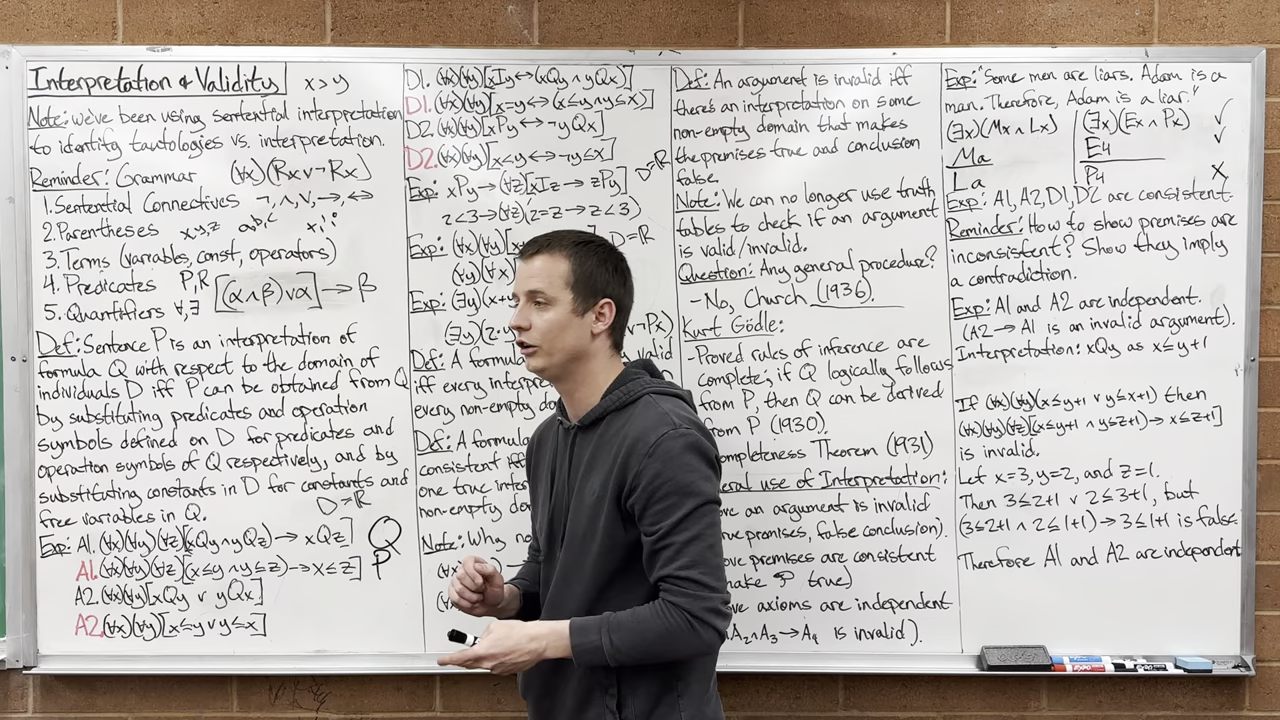 Interpretation & Validity x>y
Note: we've been using sentential interpretation
to identify tautologies vs. interpretation.
Reminder: Grammar (∀x)(Rx∨¬Rx)
1. Sentential Connectives ¬,∧,∨,→,↔
2. Parentheses x,y,z a,b,c
3. Terms (variables, const, operators)
4. Predicates P,R [(α∧β)∨α]→β
5. Quantifiers ∀,∃
Def: Sentence P is an interpretation of
formula Q with respect to the domain of
individuals D iff P can be obtained from Q
by substituting predicates and operation
symbols defined on D for predicates and
operation symbols of Q respectively, and by
substituting constants in D for constants and
free variables in Q. D=ℝ
Exp: A1. (∀x)(∀y)(∀z)[(xQy∧yQz)→xQz] Q
A1. (∀x)(∀y)(∀z)[(x≤y∧y≤z)→x≤z] P
A2. (∀x)(∀y)[xQy∨yQx]
A2. (∀x)(∀y)[x≤y∨y≤x]
D1. (∀x)(∀y)[xIy↔(xQy∧yQx)]
D1. (∀x)(∀y)[x=y↔(x≤y∧y≤x)]
D2. (∀x)(∀y)[xPy↔¬yQx]
D2. (∀x)(∀y)[x<y↔¬y≤x]
Exp: xPy→(∀z)[xIz→zPy] D=ℝ
2<3→(∀z)(2=z→z<3)
Exp: (∀x)(∀y)[x D=ℝ
(∀y)(∀x)
Exp: (∃y)(x+y
(∃y)(2 ∨¬Px)
Def: A formula valid
iff every
every non-empty
Def: A formula
consistent iff
one true
non-empty
Note: Why
Def: An argument is invalid iff
there's an interpretation on some
non-empty domain that makes
the premises true and conclusion
false.
Note: We can no longer use truth
tables to check if an argument
is valid/invalid.
Question: Any general procedure?
-No, Church (1936).
Kurt Gödle:
-Proved rules of inference are
complete; if Q logically follows
from P, then Q can be derived
from P (1930).
Theorem (1931)
use of Interpretation:
an argument is invalid
premises, false conclusion).
premises are consistent
true)
axioms are independent
A₂∧A₃→A₄ is invalid).
Exp: "Some men are liars. Adam is a
man. Therefore, Adam is a liar."
(∃x)(Mx∧Lx) (∃x)(Ex∧Px) ✓
Ma E4 ✓
La P4 X
Exp: A1, A2, D1, D2 are consistent.
Reminder: How to show premises are
inconsistent? Show they imply
a contradiction.
Exp: A1 and A2 are independent.
(A2→A1 is an invalid argument).
Interpretation: xQy as x≤y+1
If (∀x)(∀y)(x≤y+1 ∨ y≤x+1) then
(∀x)(∀y)(∀z)[(x≤y+1 ∧ y≤z+1)→x≤z+1]
is invalid.
Let x=3, y=2, and z=1.
Then 3≤2+1 ∨ 2≤3+1, but
(3≤2+1 ∧ 2≤1+1)→3≤1+1 is false
Therefore A1 and A2 are independent